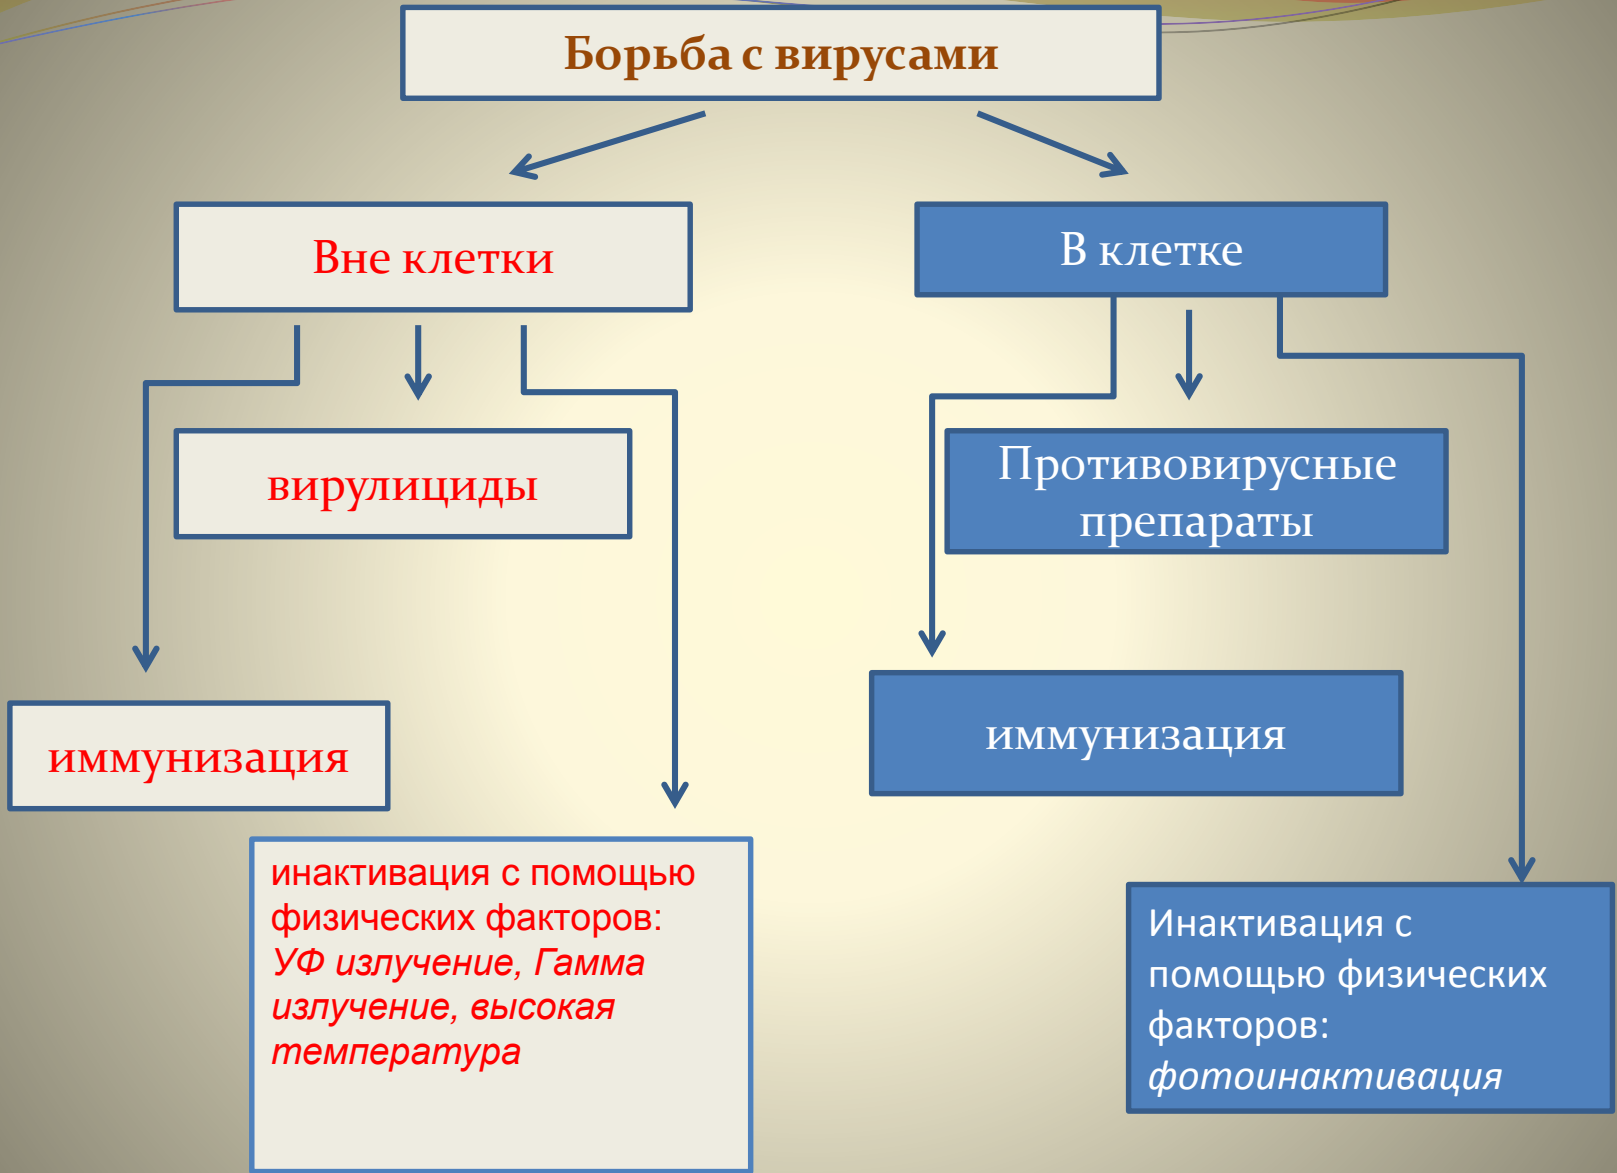 Борьба с вирусами
Вне клетки
В клетке
вирулициды
Противовирусные
препараты
иммунизация
иммунизация
инактивация с помощью
физических факторов:
УФ излучение, Гамма
излучение, высокая
температура
Инактивация с
помощью физических
факторов:
фотоинактивация